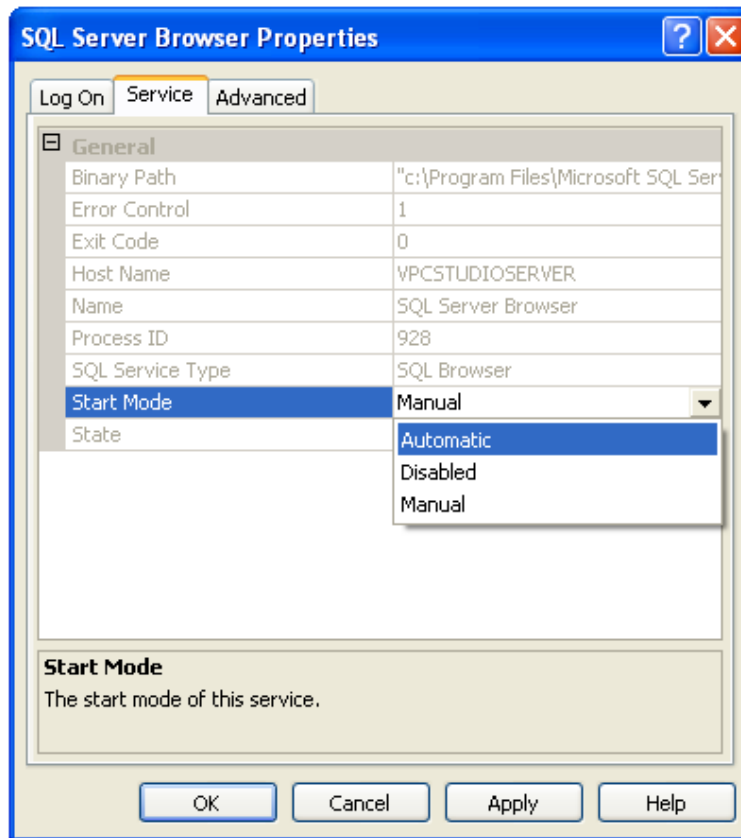 SQL Server Browser Properties
Log On Service Advanced
General
Binary Path "c:\Program Files\Microsoft SQL Ser
Error Control 1
Exit Code 0
Host Name VPCSTUDIOSERVER
Name SQL Server Browser
Process ID 928
SQL Service Type SQL Browser
Start Mode Manual
State
Automatic
Disabled
Manual
Start Mode
The start mode of this service.
OK Cancel Apply Help